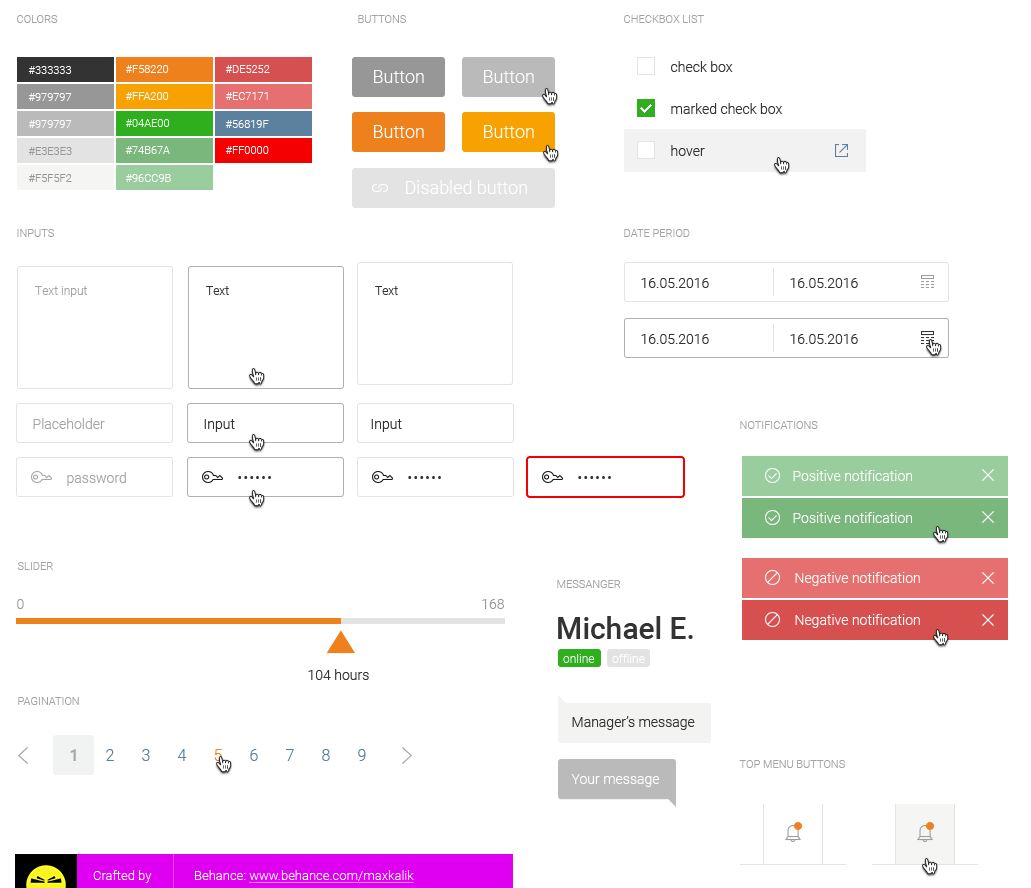 COLORS
#333333 #F58220 #DE5252
#979797 #FFA200 #EC7171
#979797 #04AE00 #56819F
#E3E3E3 #74B67A #FF0000
#F5F5F2 #96CC9B
BUTTONS
Button Button
Button Button
Disabled button
CHECKBOX LIST
check box
marked check box
hover
INPUTS
Text input Text Text
Placeholder Input Input
password
DATE PERIOD
16.05.2016 16.05.2016
16.05.2016 16.05.2016
NOTIFICATIONS
Positive notification
Positive notification
Negative notification
Negative notification
SLIDER
0 168
104 hours
MESSANGER
Michael E.
online offline
Manager's message
Your message
PAGINATION
1 2 3 4 5 6 7 8 9
TOP MENU BUTTONS
Crafted by Behance: www.behance.com/maxkalik